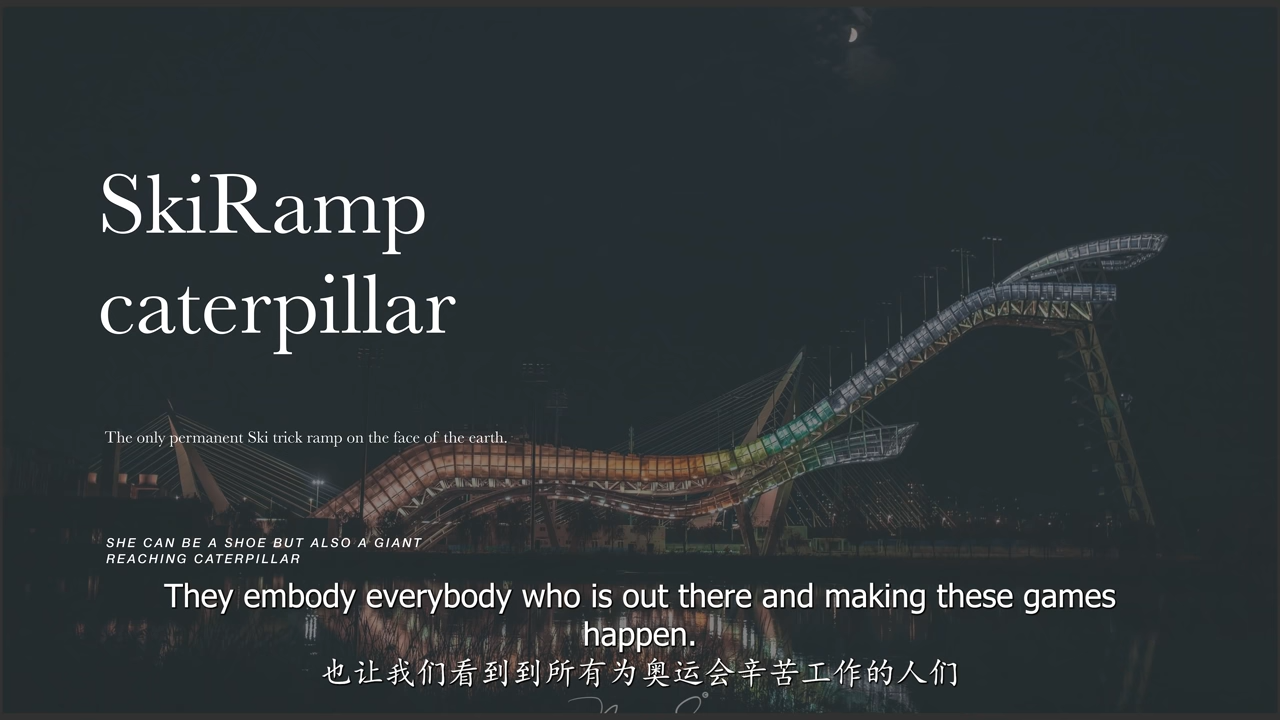 SkiRamp
caterpillar
The only permanent Ski trick ramp on the face of the earth.
SHE CAN BE A SHOE BUT ALSO A GIANT
REACHING CATERPILLAR
They embody everybody who is out there and making these games
happen.
也让我们看到到所有为奥运会辛苦工作的人们